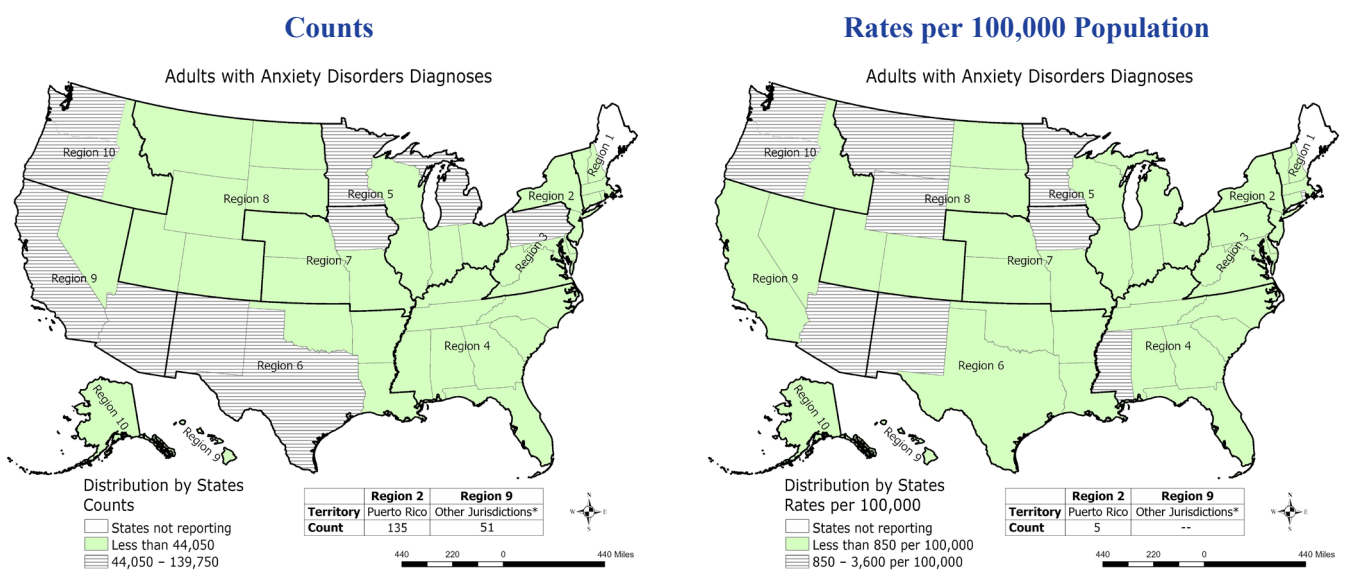 Counts
Adults with Anxiety Disorders Diagnoses
Region 1
Region 10
Region 5
Region 2
Region 8
Region 3
Region 7
Region 9
Region 4
Region 6
Region 10
Region 9
Distribution by States
Counts
States not reporting
Less than 44,050
44,050 – 139,750
Region 2 Region 9
Territory Puerto Rico Other Jurisdictions*
Count 135 51
N
W E
S
440 220 0 440 Miles
Rates per 100,000 Population
Adults with Anxiety Disorders Diagnoses
Region 1
Region 10
Region 5
Region 2
Region 8
Region 3
Region 7
Region 9
Region 4
Region 6
Region 10
Region 9
Distribution by States
Rates per 100,000
States not reporting
Less than 850 per 100,000
850 – 3,600 per 100,000
Region 2 Region 9
Territory Puerto Rico Other Jurisdictions*
Count 5 --
N
W E
S
440 220 0 440 Miles